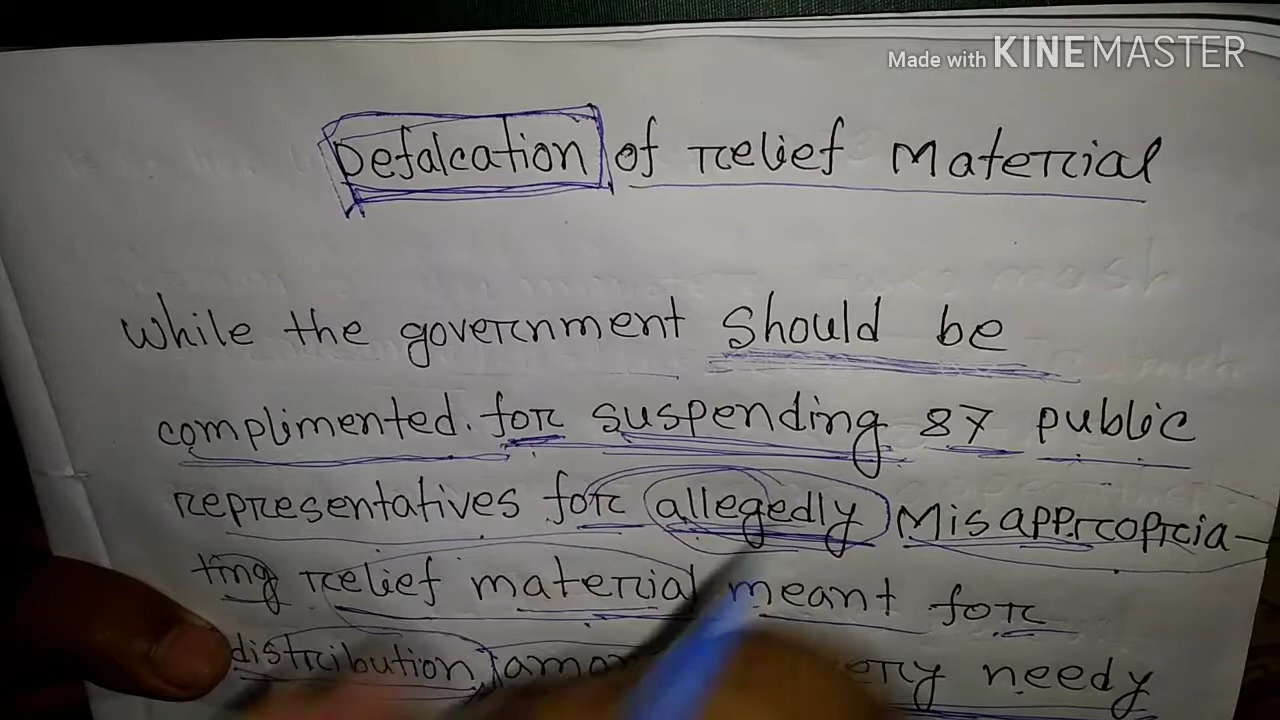 Made with KINEMASTER
Defalcation of relief Material
While the government should be
complimented. for suspending 87 public
representatives for allegedly Misappropria-
ting relief material meant for
distribution needy